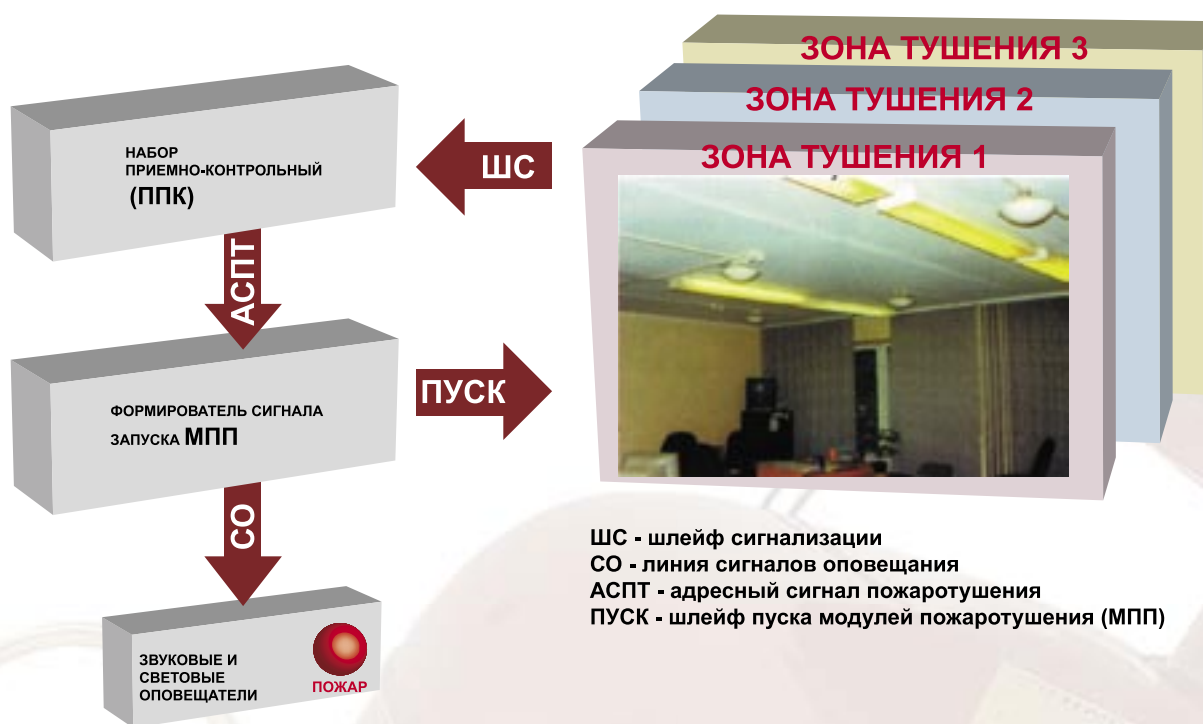 ЗОНА ТУШЕНИЯ 3
ЗОНА ТУШЕНИЯ 2
ЗОНА ТУШЕНИЯ 1
НАБОР
ПРИЕМНО-КОНТРОЛЬНЫЙ
(ППК)
ШС
АСПТ
ФОРМИРОВАТЕЛЬ СИГНАЛА
ЗАПУСКА МПП
ПУСК
СО
ЗВУКОВЫЕ И
СВЕТОВЫЕ
ОПОВЕЩАТЕЛИ
ПОЖАР
ШС - шлейф сигнализации
СО - линия сигналов оповещания
АСПТ - адресный сигнал пожаротушения
ПУСК - шлейф пуска модулей пожаротушения (МПП)